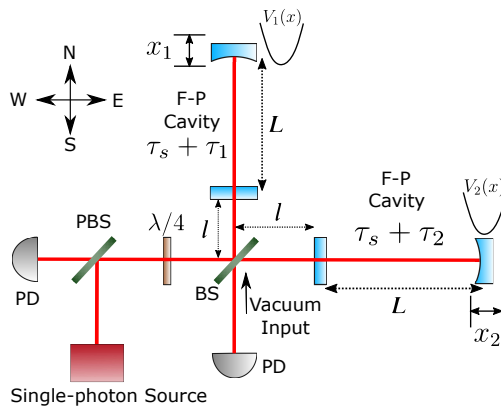 V₁(x)
x₁
N
W E
S
F-P
Cavity
τₛ + τ₁
L
l
λ/4
PBS
PD
BS
l
F-P
Cavity
τₛ + τ₂
V₂(x)
L
x₂
Vacuum
Input
PD
Single-photon Source